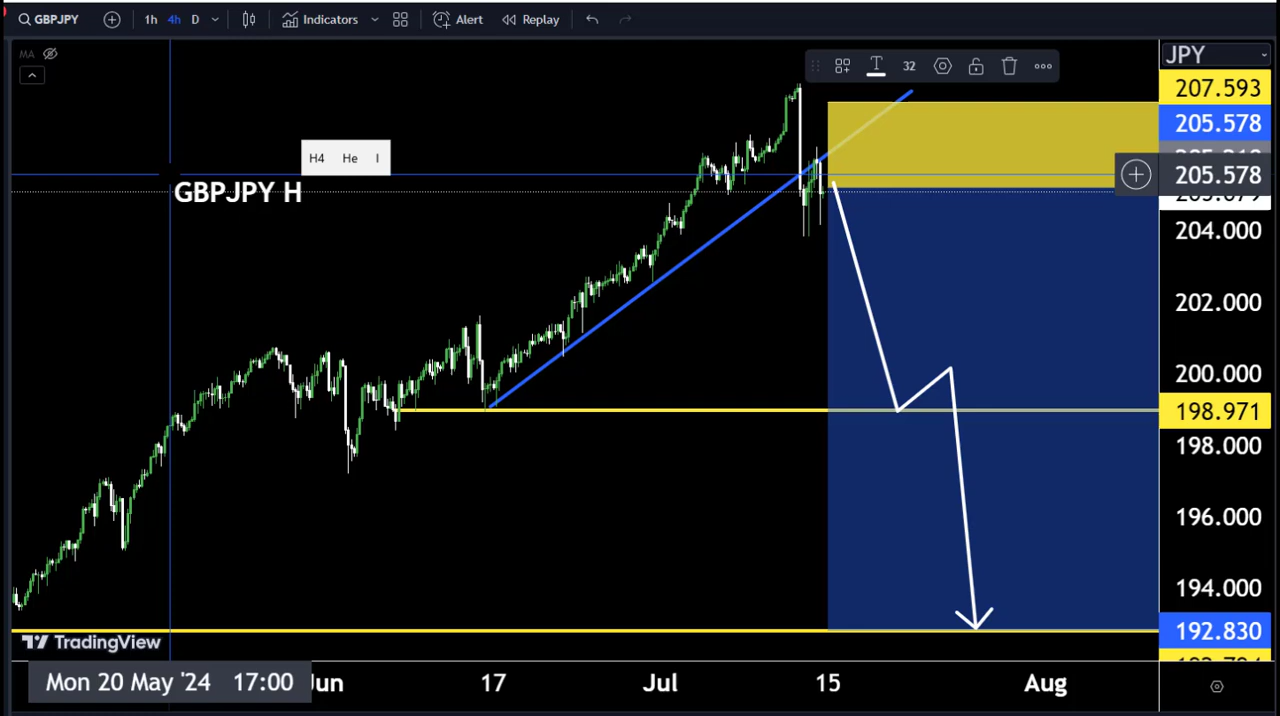 GBPJPY 1h 4h D Indicators Alert Replay
MA
32
JPY
207.593
205.578
205.578
204.000
202.000
200.000
198.971
198.000
196.000
194.000
192.830
H4 He I
GBPJPY H
TradingView
Mon 20 May '24 17:00 Jun 17 Jul 15 Aug